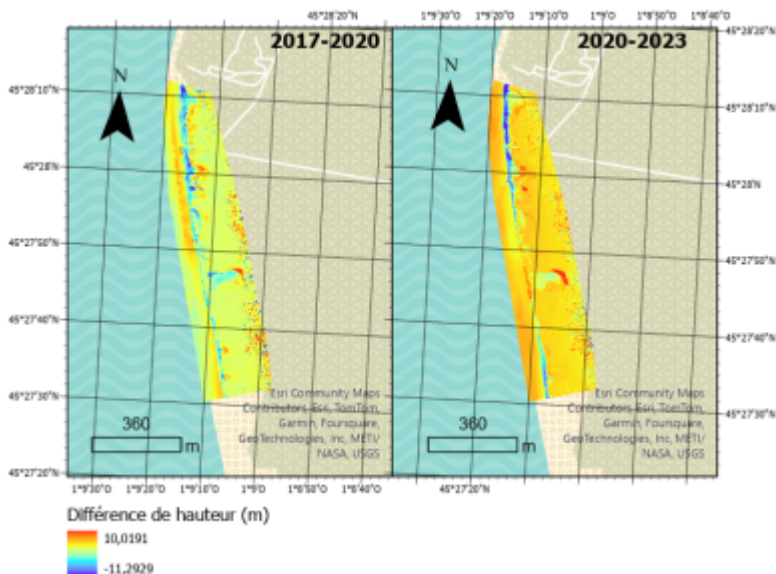 45°28'20"N
1°9'30"O 1°9'20"O 1°9'10"O 1°9'0"O 1°8'50"O 1°8'40"O
2017-2020
2020-2023
45°28'20"N
N
N
45°28'10"N
45°28'10"N
45°28'N
45°28'N
45°27'50"N
45°27'50"N
45°27'40"N
45°27'40"N
45°27'30"N
45°27'30"N
45°27'20"N
Esri Community Maps
Contributors, Esri, TomTom,
Garmin, Foursquare,
GeoTechnologies, Inc, METI/
NASA, USGS
Esri Community Maps
Contributors, Esri, TomTom,
Garmin, Foursquare,
GeoTechnologies, Inc, METI/
NASA, USGS
360
m
360
m
1°9'30"O 1°9'20"O 1°9'10"O 1°9'O 1°8'50"O 1°8'40"O
45°27'20"N
Différence de hauteur (m)
10,0191
-11,2929